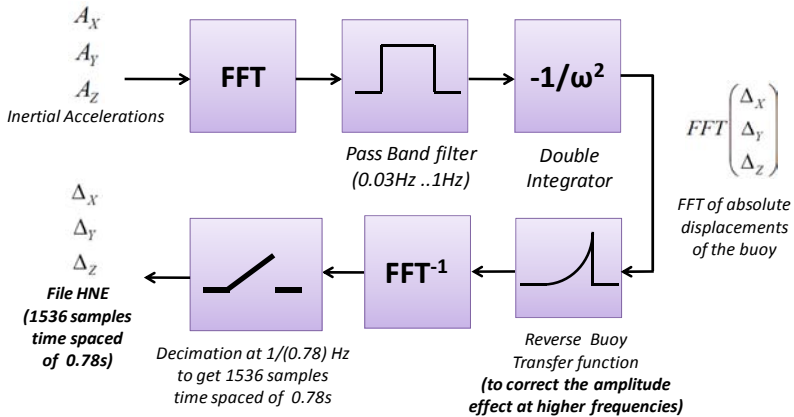 A_X
A_Y
A_Z
Inertial Accelerations
FFT
Pass Band filter
(0.03Hz ..1Hz)
-1/ω²
Double
Integrator
FFT(Δ_X
Δ_Y
Δ_Z)
FFT of absolute
displacements
of the buoy
Reverse Buoy
Transfer function
(to correct the amplitude
effect at higher frequencies)
FFT⁻¹
Decimation at 1/(0.78) Hz
to get 1536 samples
time spaced of 0.78s
Δ_X
Δ_Y
Δ_Z
File HNE
(1536 samples
time spaced
of 0.78s)